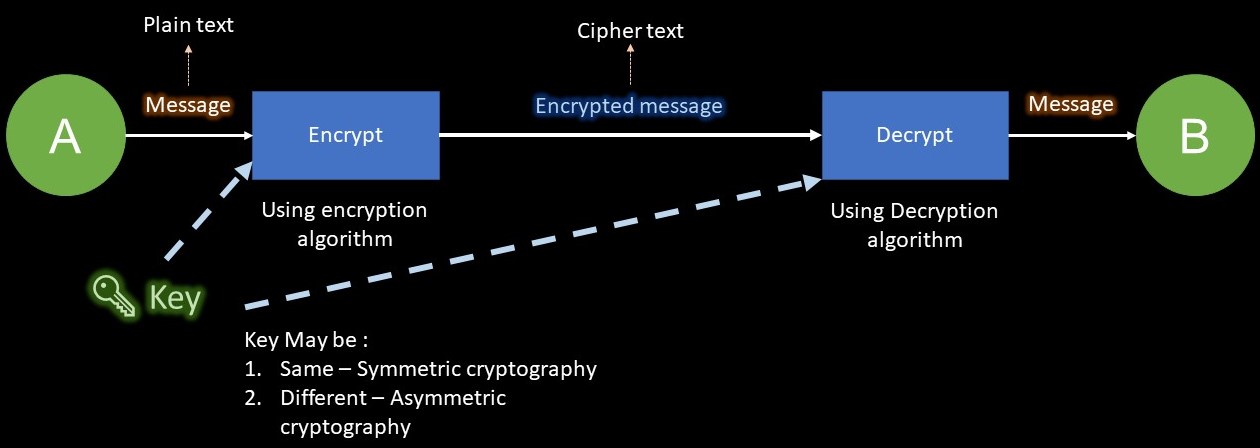 Plain text
Cipher text
A
Message
Encrypt
Encrypted message
Decrypt
Message
B
Using encryption
algorithm
Using Decryption
algorithm
Key
Key May be :
1. Same – Symmetric cryptography
2. Different – Asymmetric
cryptography